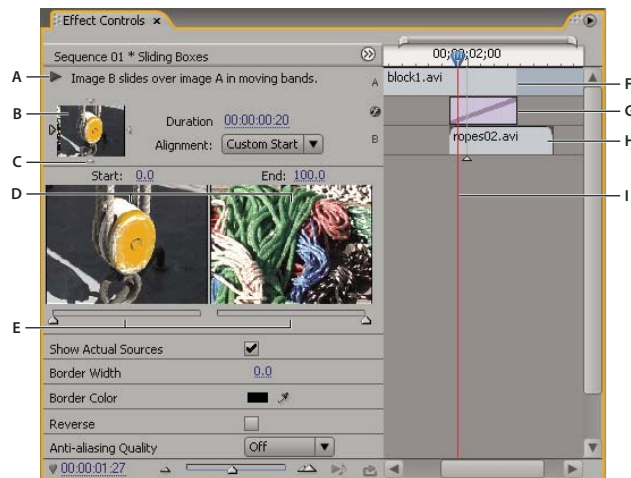 Effect Controls ×
Sequence 01 * Sliding Boxes
00;00;02;00
A
Image B slides over image A in moving bands.
A
block1.avi
F
B
Duration 00:00:00:20
G
Alignment: Custom Start
B
ropes02.avi
H
C
Start: 0.0
End: 100.0
D
I
E
Show Actual Sources
Border Width
0.0
Border Color
Reverse
Anti-aliasing Quality
Off
00:00:01:27